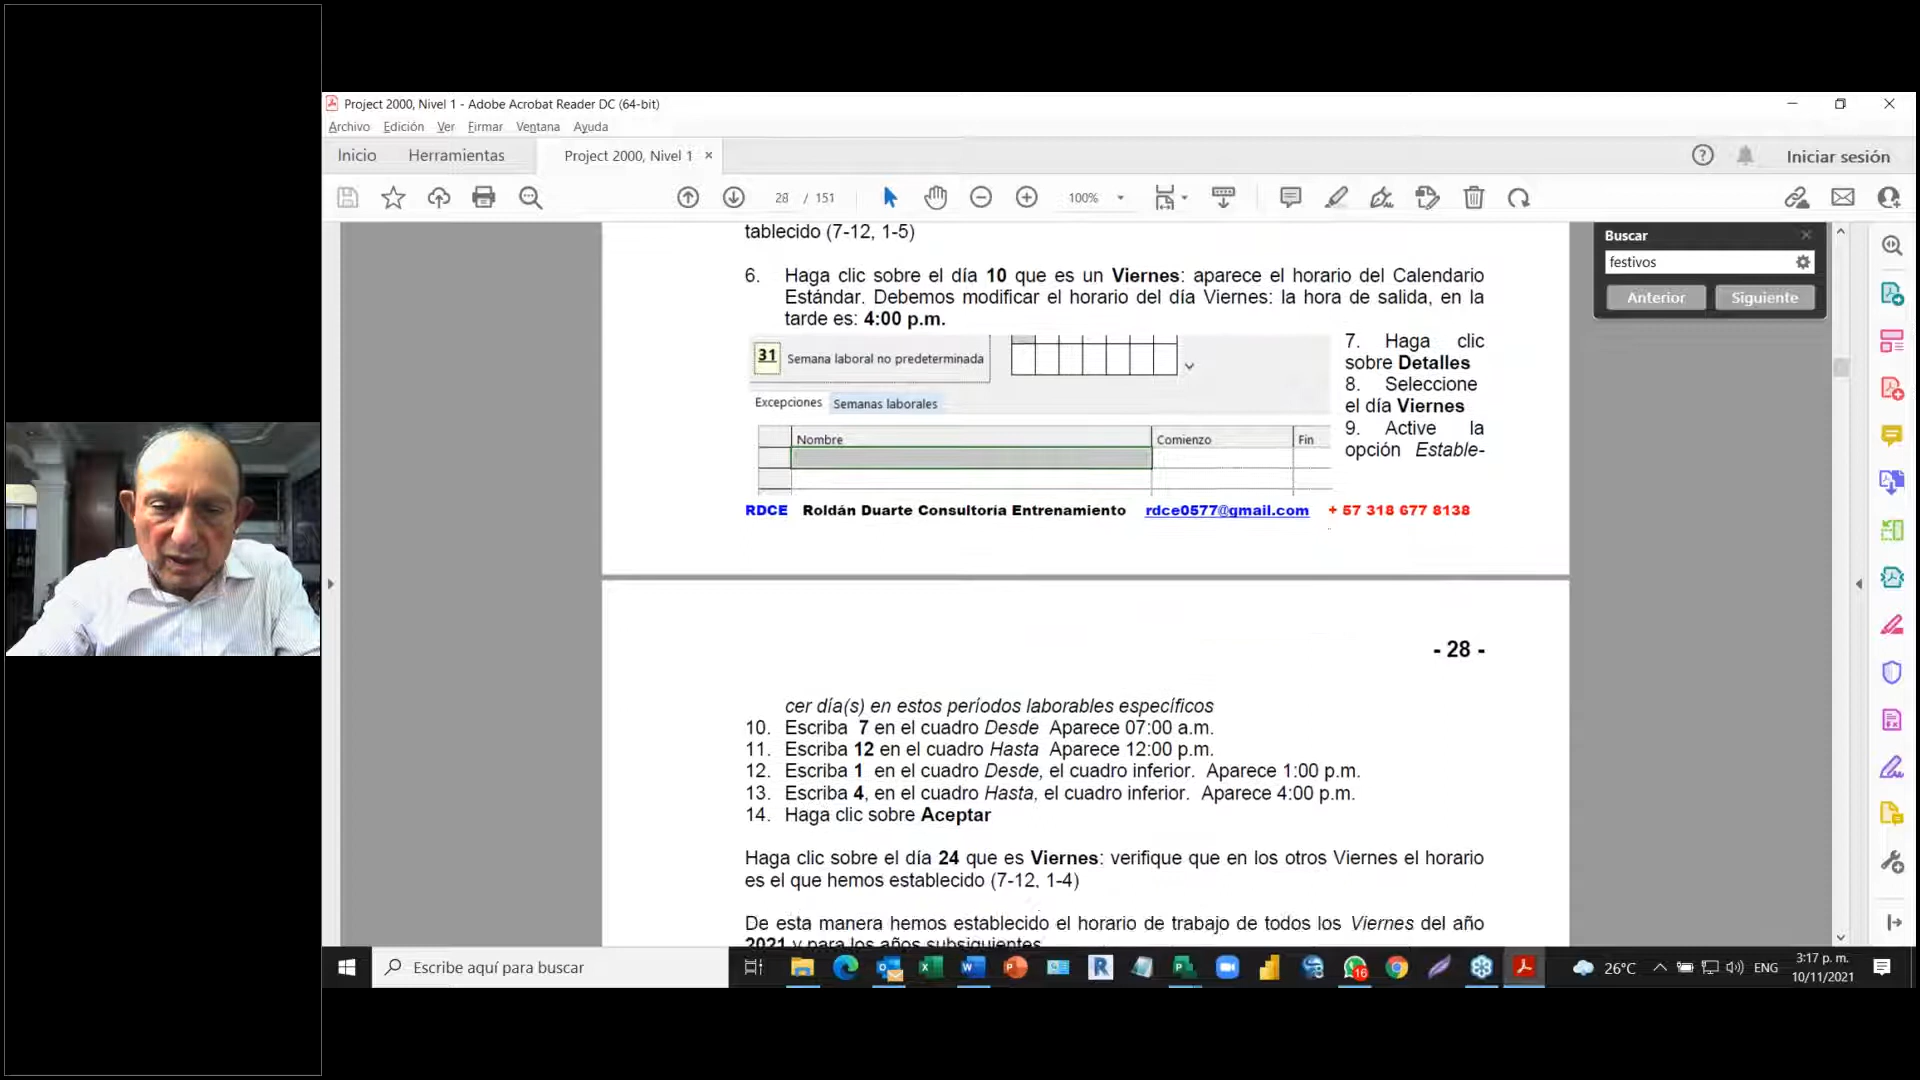 Project 2000, Nivel 1 - Adobe Acrobat Reader DC (64-bit)
Archivo Edición Ver Firmar Ventana Ayuda
Inicio Herramientas Project 2000, Nivel 1 Iniciar sesión
28 / 151 100%
tablecido (7-12, 1-5)
6. Haga clic sobre el día 10 que es un Viernes: aparece el horario del Calendario
Estándar. Debemos modificar el horario del día Viernes: la hora de salida, en la
tarde es: 4:00 p.m.
31 Semana laboral no predeterminada
Excepciones Semanas laborales
Nombre Comienzo Fin
7. Haga clic
sobre Detalles
8. Seleccione
el día Viernes
9. Active la
opción Estable-
RDCE Roldán Duarte Consultoría Entrenamiento rdce0577@gmail.com + 57 318 677 8138
- 28 -
cer día(s) en estos períodos laborables específicos
10. Escriba 7 en el cuadro Desde Aparece 07:00 a.m.
11. Escriba 12 en el cuadro Hasta Aparece 12:00 p.m.
12. Escriba 1 en el cuadro Desde, el cuadro inferior. Aparece 1:00 p.m.
13. Escriba 4, en el cuadro Hasta, el cuadro inferior. Aparece 4:00 p.m.
14. Haga clic sobre Aceptar
Haga clic sobre el día 24 que es Viernes: verifique que en los otros Viernes el horario
es el que hemos establecido (7-12, 1-4)
De esta manera hemos establecido el horario de trabajo de todos los Viernes del año
2021 y para los años subsiguientes
Buscar
festivos
Anterior Siguiente
Escribe aquí para buscar
16
26°C ENG
3:17 p. m.
10/11/2021